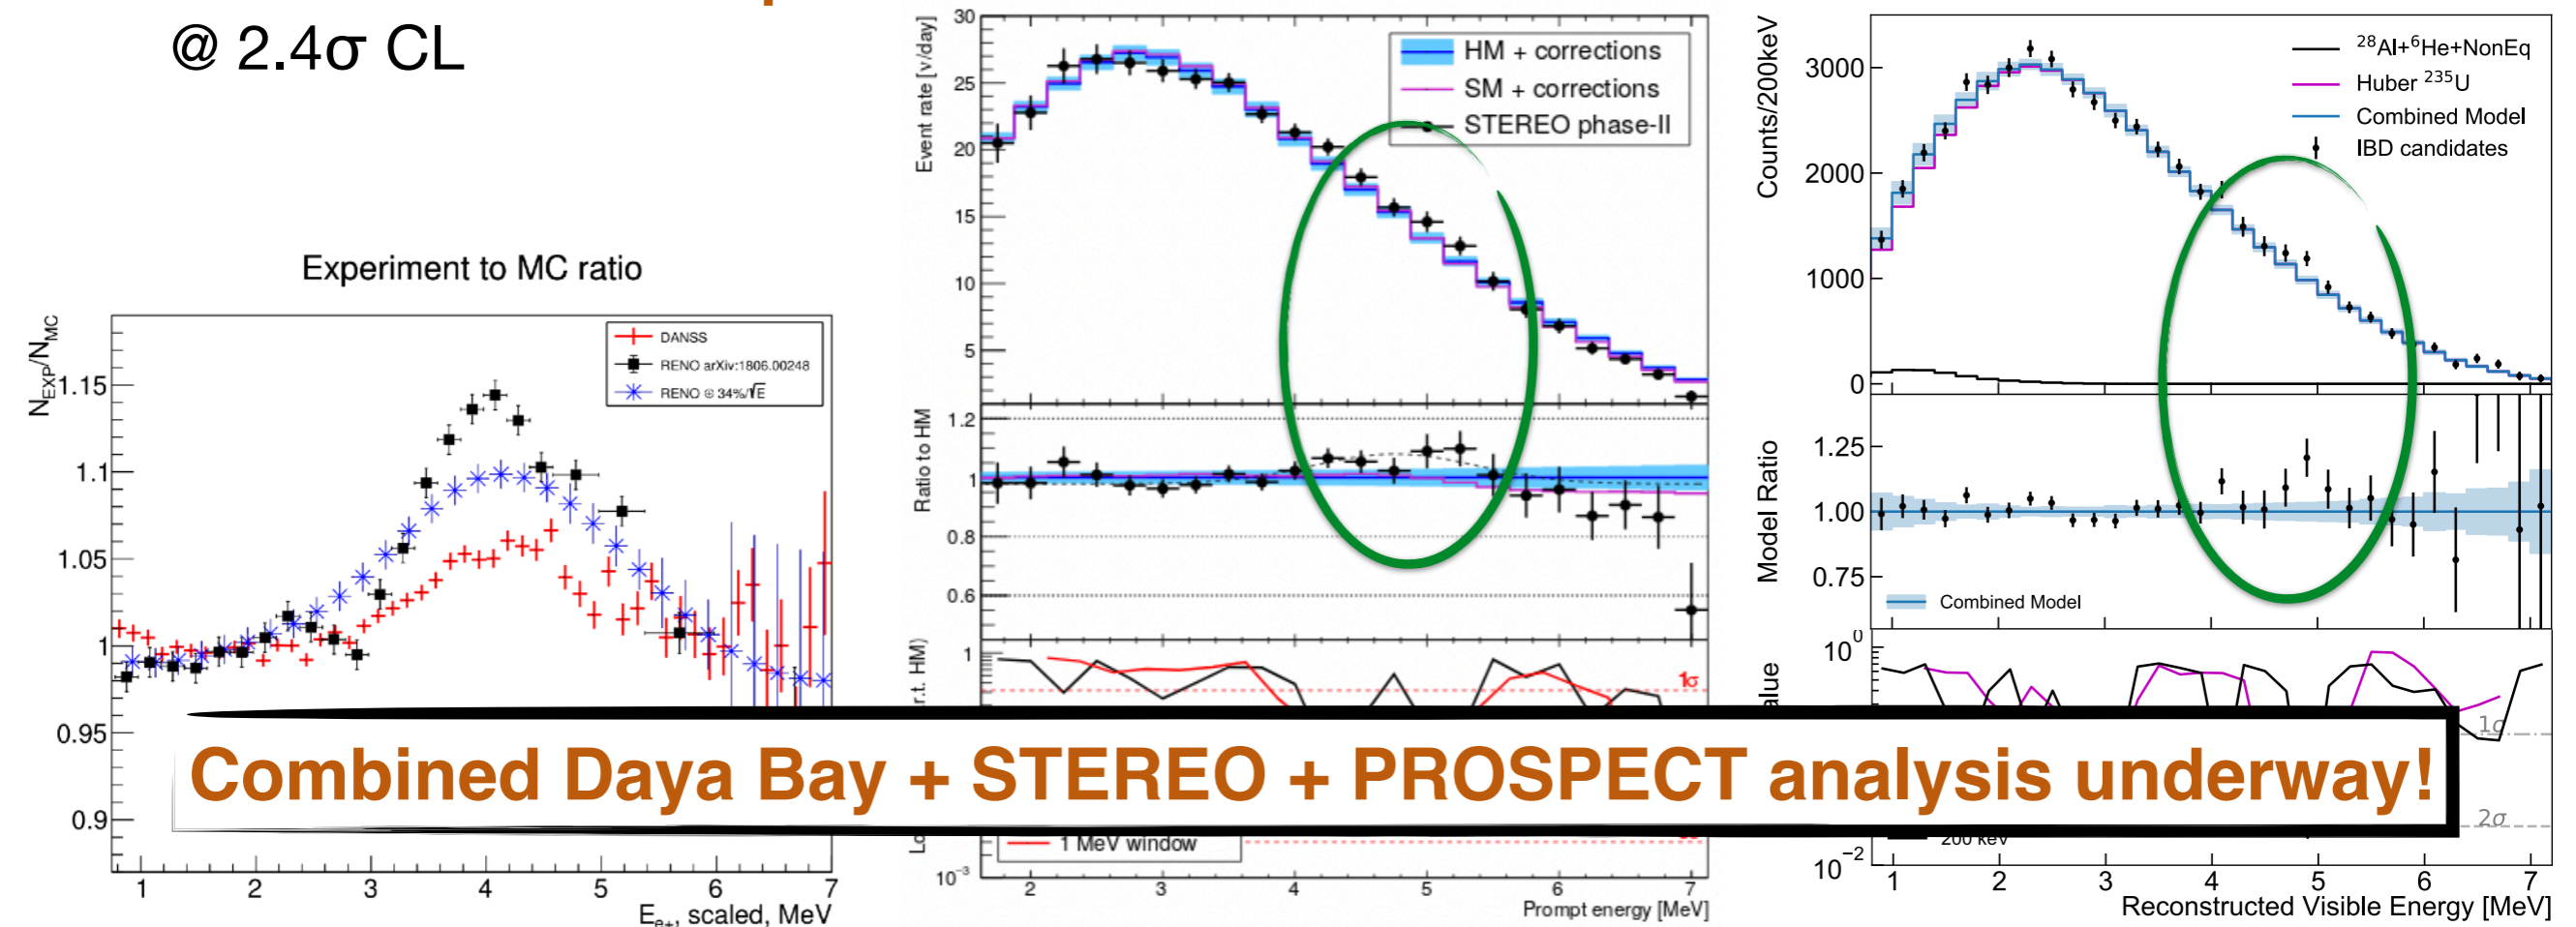 @ 2.4σ CL
Experiment to MC ratio
N_EXP/N_MC
DANSS
RENO arXiv:1806.00248
RENO ⊕ 34%/√E
1.15
1.1
1.05
1
0.95
0.9
1 2 3 4 5 6 7
E_e+, scaled, MeV
Event rate [ν/day]
HM + corrections
SM + corrections
STEREO phase-II
30
25
20
15
10
5
Ratio to HM
1.2
1
0.8
0.6
r.t. HM)
1
1σ
1 MeV window
10⁻³
2 3 4 5 6 7
Prompt energy [MeV]
Counts/200keV
²⁸Al+⁶He+NonEq
Huber ²³⁵U
Combined Model
IBD candidates
3000
2000
1000
0
Model Ratio
1.25
1.00
0.75
Combined Model
10⁰
1σ
2σ
200 keV
10⁻²
1 2 3 4 5 6 7
Reconstructed Visible Energy [MeV]
Combined Daya Bay + STEREO + PROSPECT analysis underway!